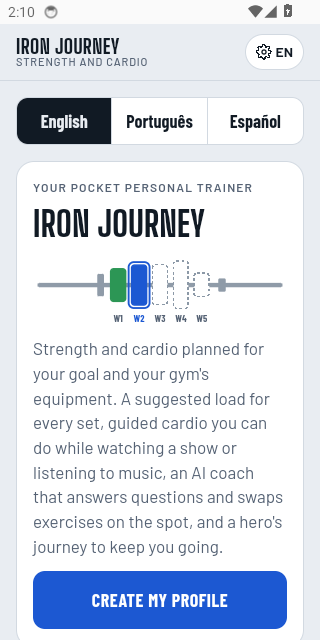 2:10
IRON JOURNEY
STRENGTH AND CARDIO
EN
English Português Español
YOUR POCKET PERSONAL TRAINER
IRON JOURNEY
W1 W2 W3 W4 W5
Strength and cardio planned for
your goal and your gym's
equipment. A suggested load for
every set, guided cardio you can
do while watching a show or
listening to music, an AI coach
that answers questions and swaps
exercises on the spot, and a hero's
journey to keep you going.
CREATE MY PROFILE